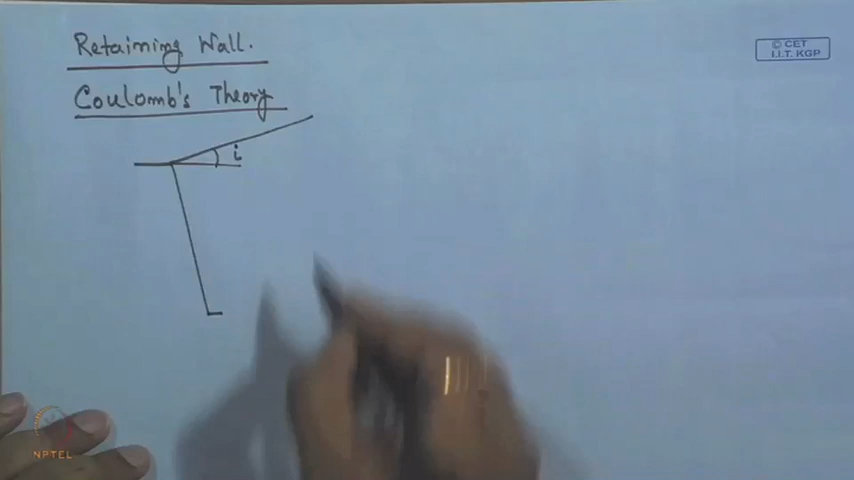 Retaining Wall.
© CET
I.I.T. KGP
Coulomb's Theory
i
NPTEL